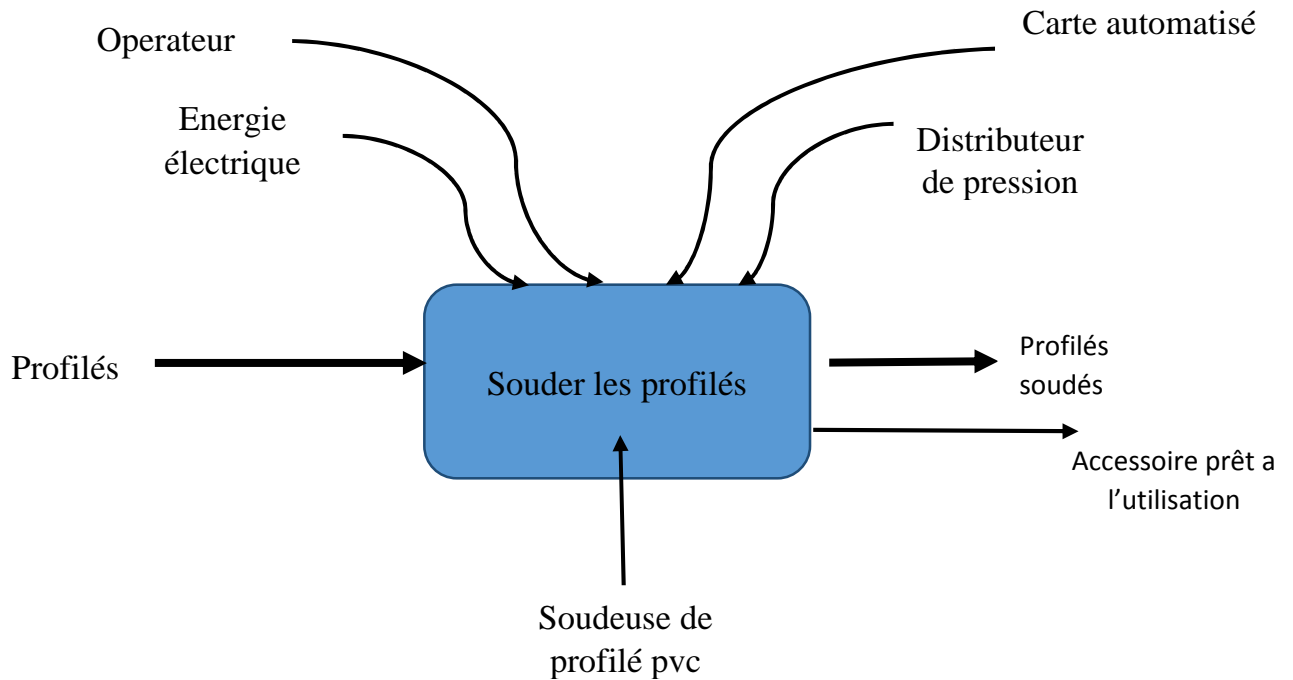 Operateur
Carte automatisé
Energie
électrique
Distributeur
de pression
Profilés
Souder les profilés
Profilés
soudés
Accessoire prêt a
l’utilisation
Soudeuse de
profilé pvc